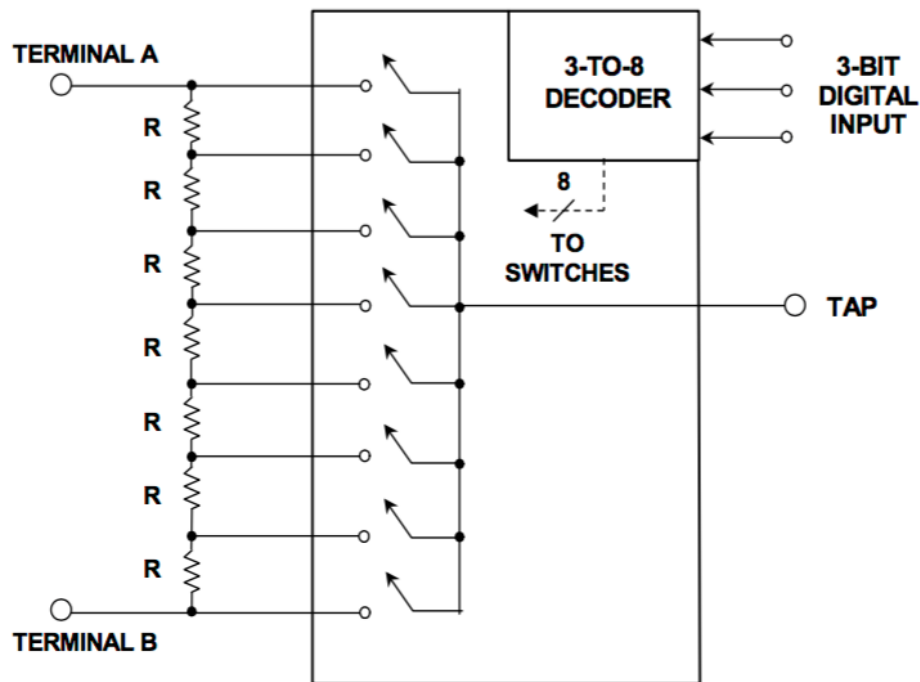 TERMINAL A
R
R
R
R
R
R
R
TERMINAL B
3-TO-8
DECODER
8
TO
SWITCHES
3-BIT
DIGITAL
INPUT
TAP